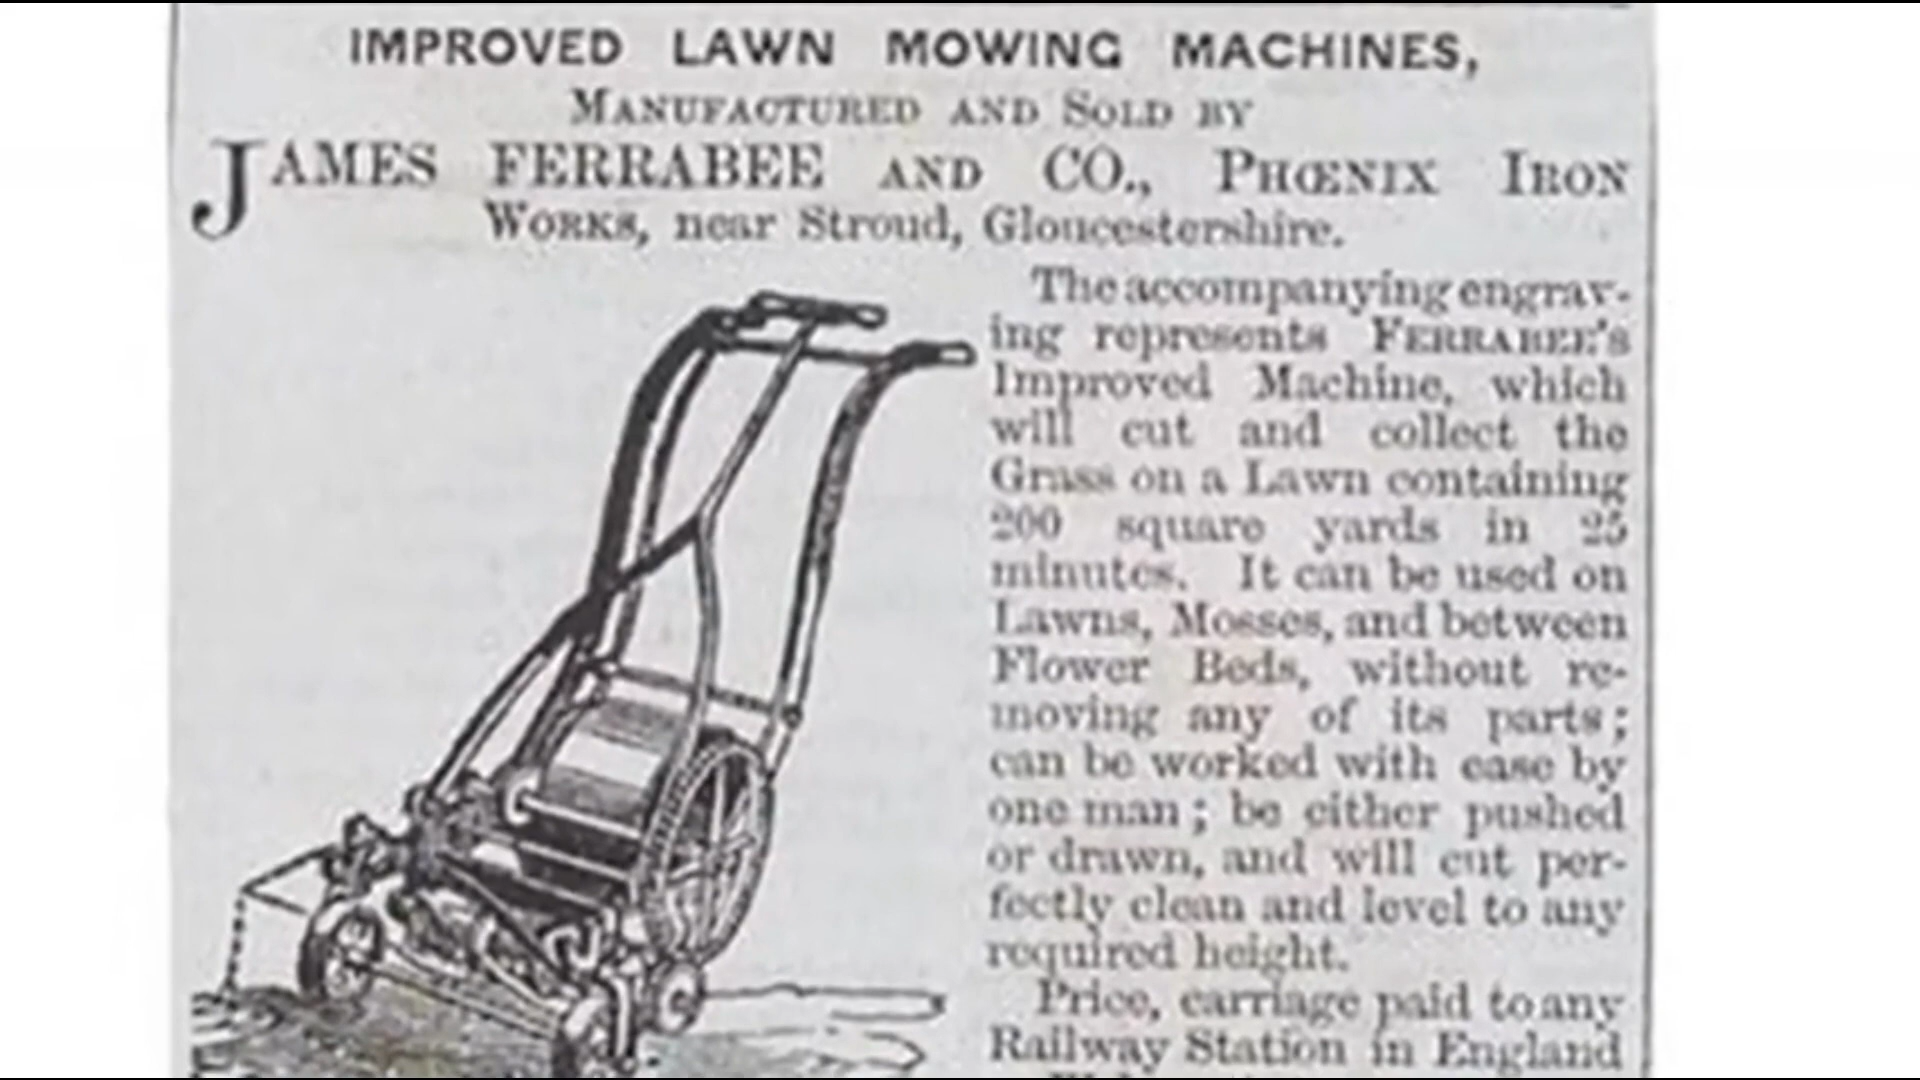 IMPROVED LAWN MOWING MACHINES,
MANUFACTURED AND SOLD BY
JAMES FERRABEE AND CO., PHŒNIX IRON
WORKS, near Stroud, Gloucestershire.
The accompanying engrav-
ing represents FERRABEE'S
Improved Machine, which
will cut and collect the
Grass on a Lawn containing
200 square yards in 25
minutes. It can be used on
Lawns, Mosses, and between
Flower Beds, without re-
moving any of its parts;
can be worked with ease by
one man; be either pushed
or drawn, and will cut per-
fectly clean and level to any
required height.
Price, carriage paid to any
Railway Station in England